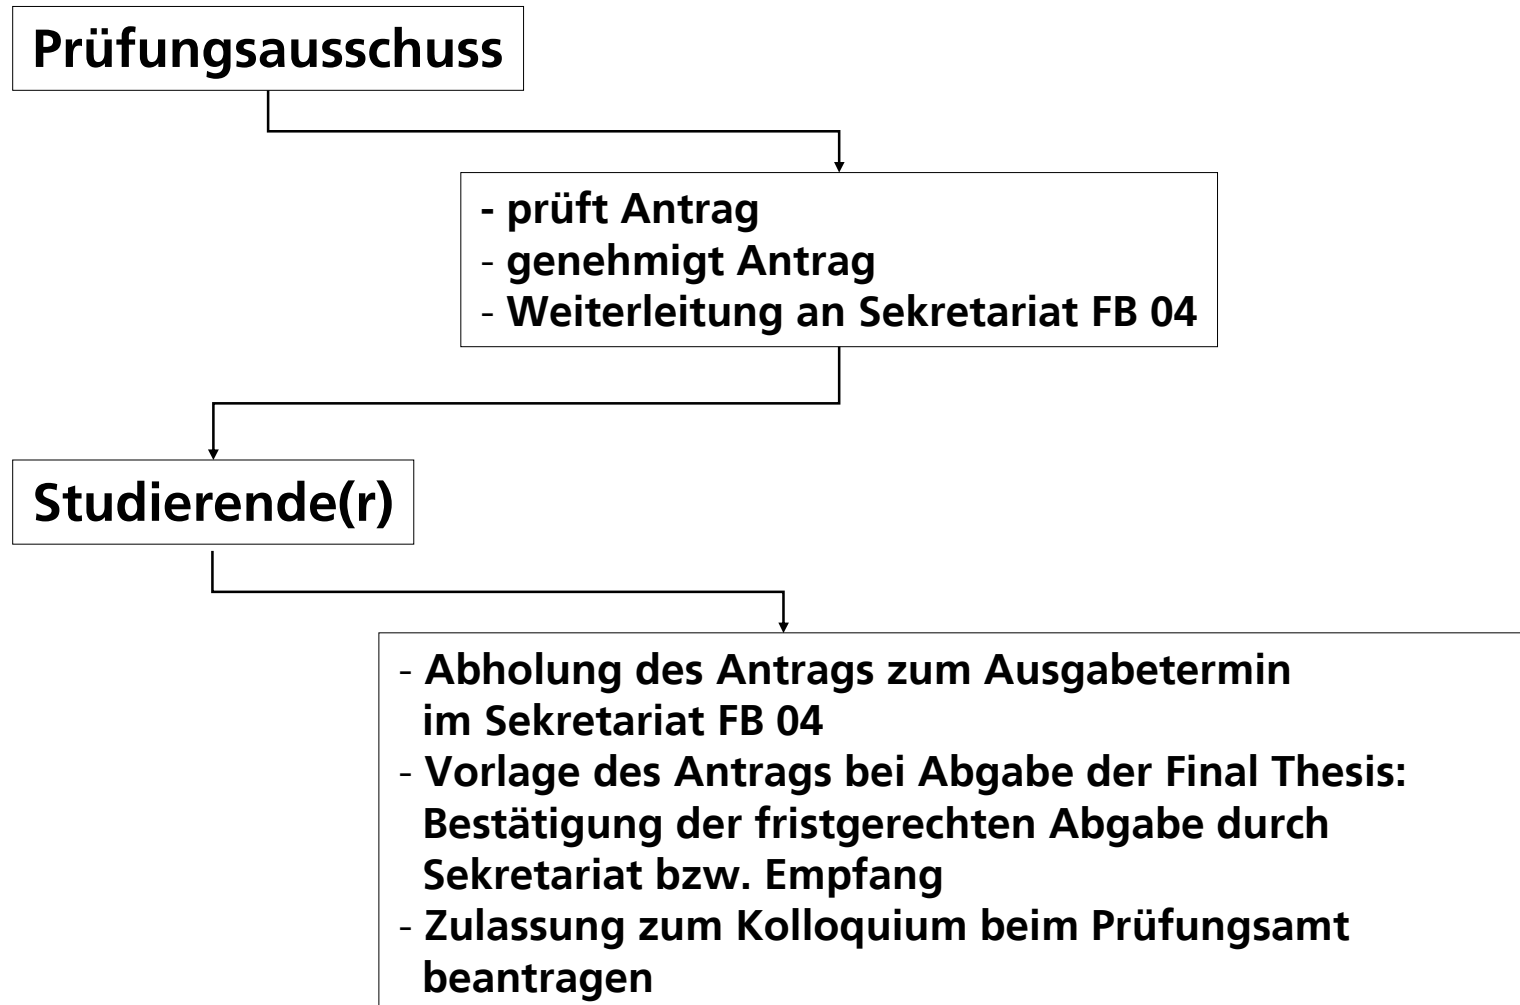 Prüfungsausschuss
- prüft Antrag
- genehmigt Antrag
- Weiterleitung an Sekretariat FB 04
Studierende(r)
- Abholung des Antrags zum Ausgabetermin
im Sekretariat FB 04
- Vorlage des Antrags bei Abgabe der Final Thesis:
Bestätigung der fristgerechten Abgabe durch
Sekretariat bzw. Empfang
- Zulassung zum Kolloquium beim Prüfungsamt
beantragen